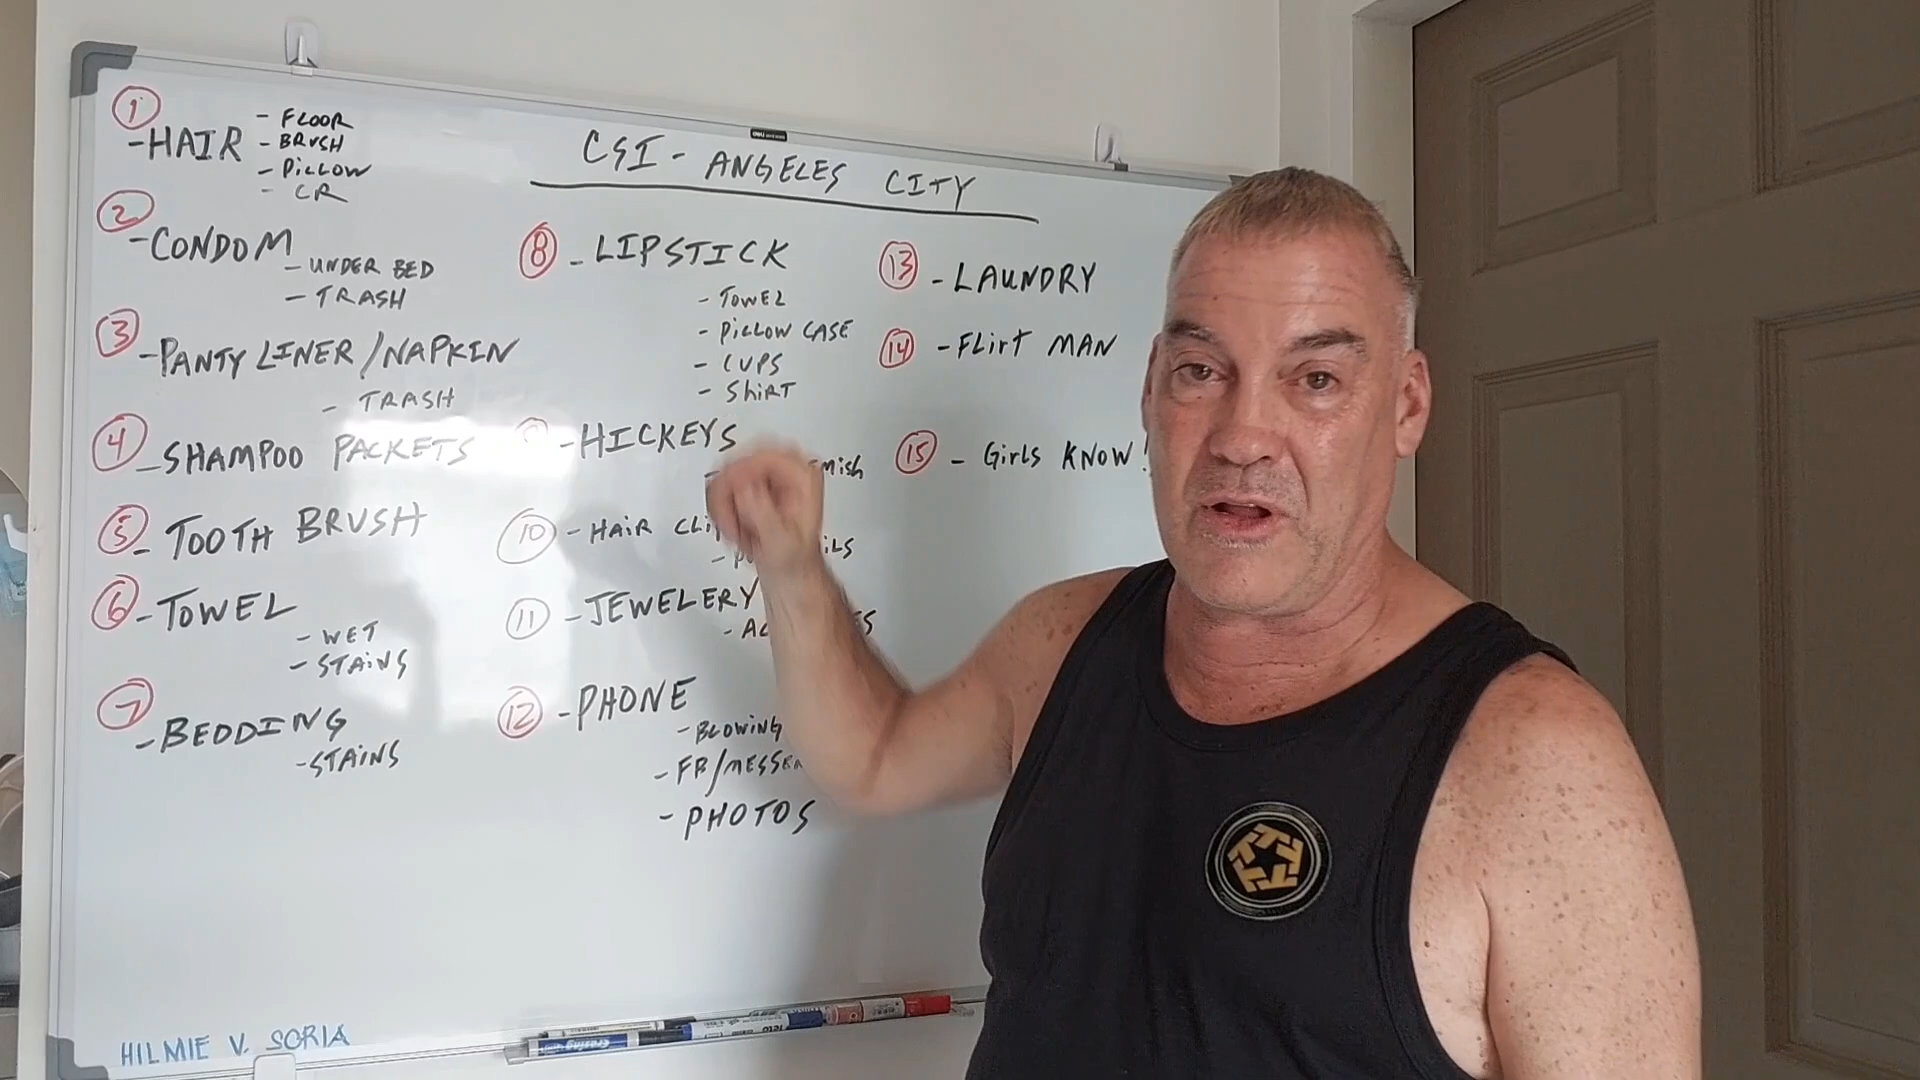 CSI - ANGELES CITY
1
- HAIR
- FLOOR
- BRUSH
- PILLOW
- CR
2
- CONDOM
- UNDER BED
- TRASH
3
- PANTY LINER / NAPKIN
- TRASH
4
- SHAMPOO PACKETS
5
- TOOTH BRUSH
6
- TOWEL
- WET
- STAINS
7
- BEDDING
- STAINS
8 - LIPSTICK
- TOWEL
- PILLOW CASE
- CUPS
- SHIRT
- HICKEYS
10 - HAIR
11 - JEWELERY
12 - PHONE
- BLOWING
- FB/
- PHOTOS
13 - LAUNDRY
14 - FLIRT MAN
15 - GIRLS KNOW!
HILMIE V. SORIA